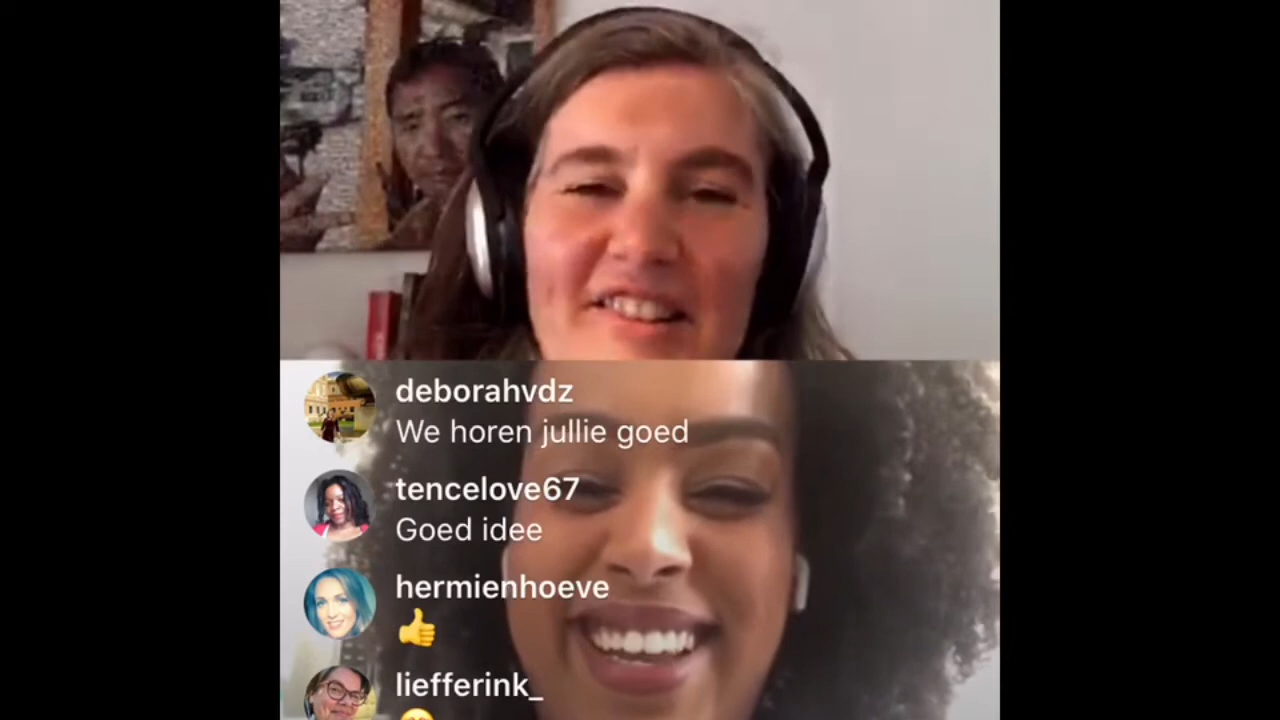 deborahvdz
We horen jullie goed
tencelove67
Goed idee
hermienhoeve
👍
liefferink_